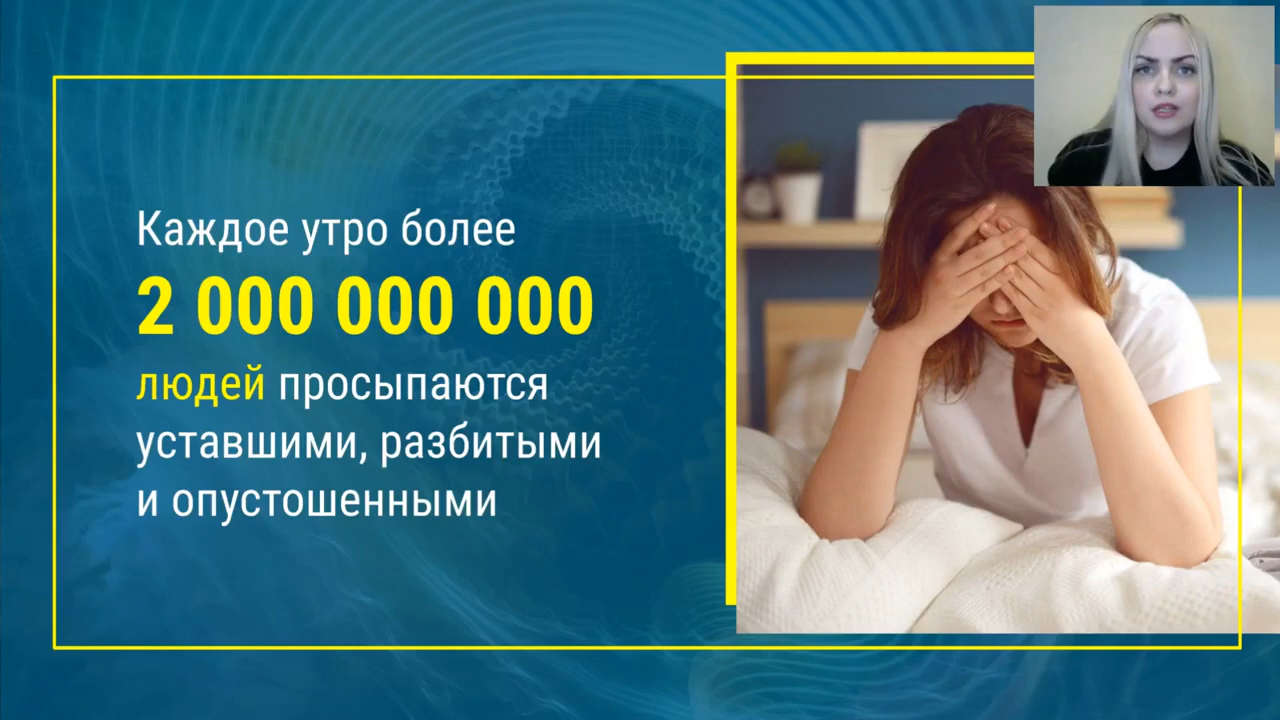 Каждое утро более
2 000 000 000
людей просыпаются
уставшими, разбитыми
и опустошенными